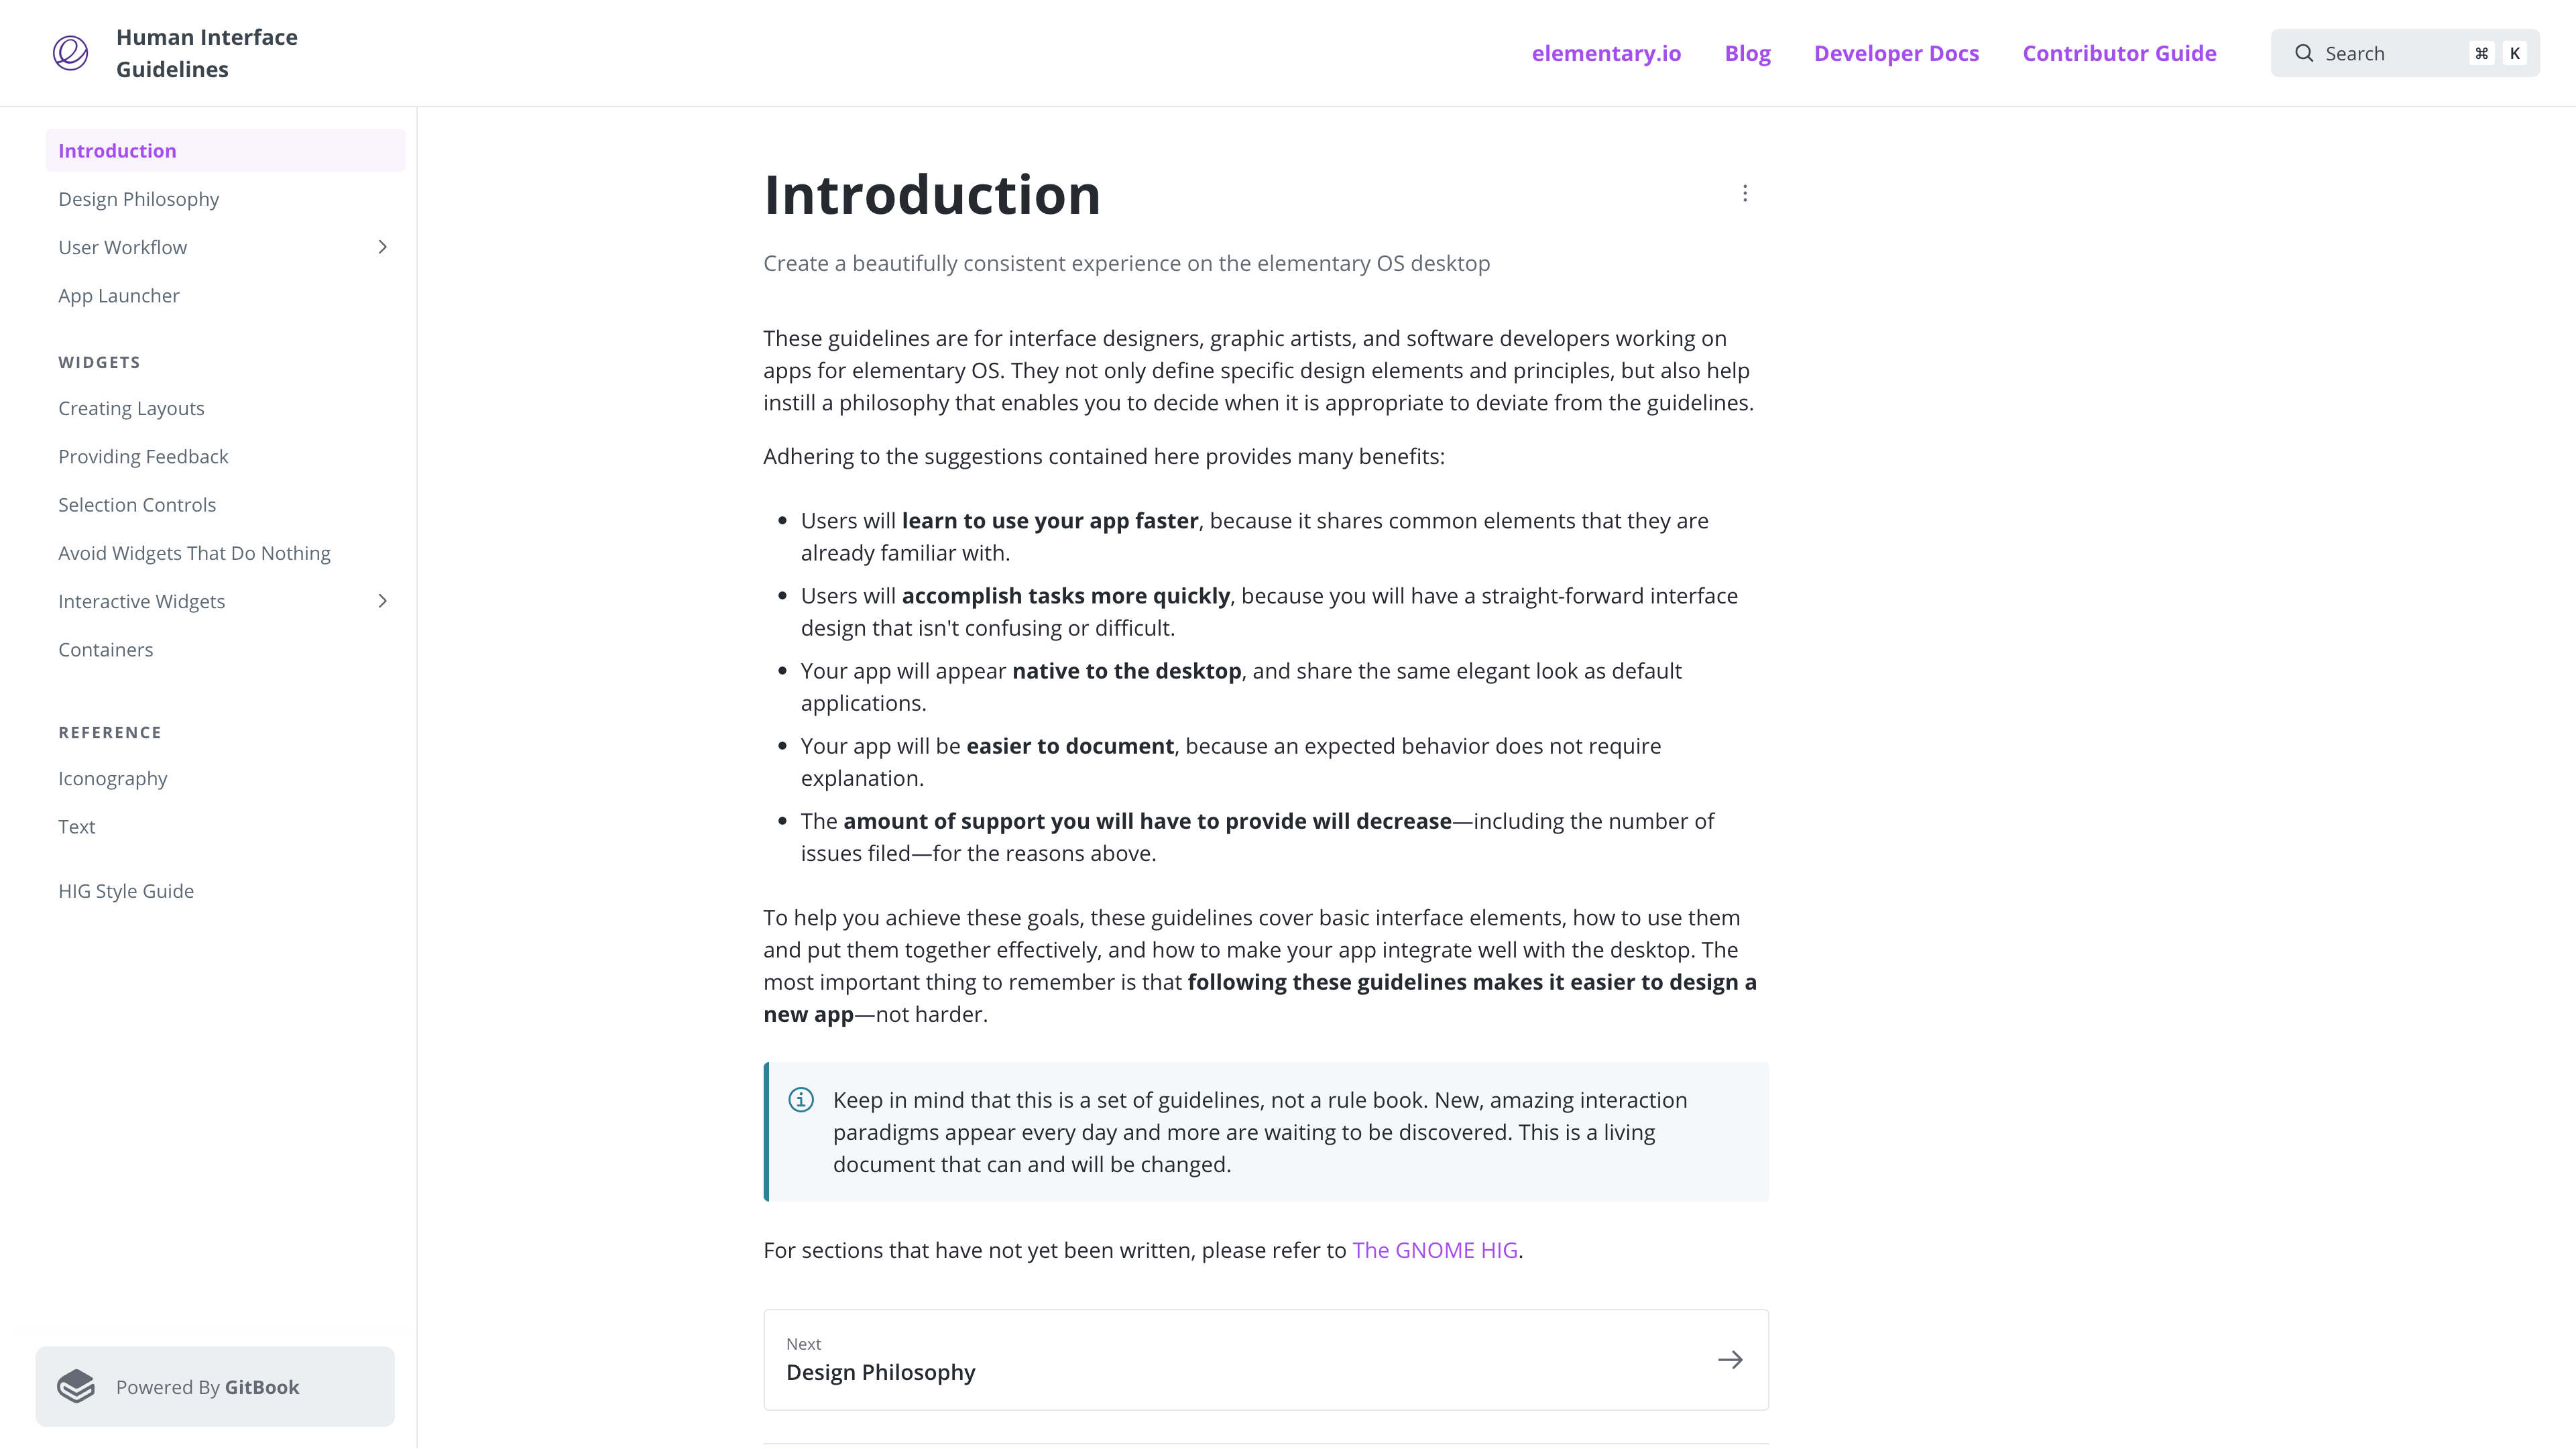 Human Interface
Guidelines
elementary.io
Blog
Developer Docs
Contributor Guide
Search
⌘
K
Introduction
Design Philosophy
User Workflow
App Launcher
WIDGETS
Creating Layouts
Providing Feedback
Selection Controls
Avoid Widgets That Do Nothing
Interactive Widgets
Containers
REFERENCE
Iconography
Text
HIG Style Guide
Powered By GitBook
Introduction
Create a beautifully consistent experience on the elementary OS desktop
These guidelines are for interface designers, graphic artists, and software developers working on
apps for elementary OS. They not only define specific design elements and principles, but also help
instill a philosophy that enables you to decide when it is appropriate to deviate from the guidelines.
Adhering to the suggestions contained here provides many benefits:
• Users will learn to use your app faster, because it shares common elements that they are
already familiar with.
• Users will accomplish tasks more quickly, because you will have a straight-forward interface
design that isn't confusing or difficult.
• Your app will appear native to the desktop, and share the same elegant look as default
applications.
• Your app will be easier to document, because an expected behavior does not require
explanation.
• The amount of support you will have to provide will decrease—including the number of
issues filed—for the reasons above.
To help you achieve these goals, these guidelines cover basic interface elements, how to use them
and put them together effectively, and how to make your app integrate well with the desktop. The
most important thing to remember is that following these guidelines makes it easier to design a
new app—not harder.
Keep in mind that this is a set of guidelines, not a rule book. New, amazing interaction
paradigms appear every day and more are waiting to be discovered. This is a living
document that can and will be changed.
For sections that have not yet been written, please refer to The GNOME HIG.
Next
Design Philosophy